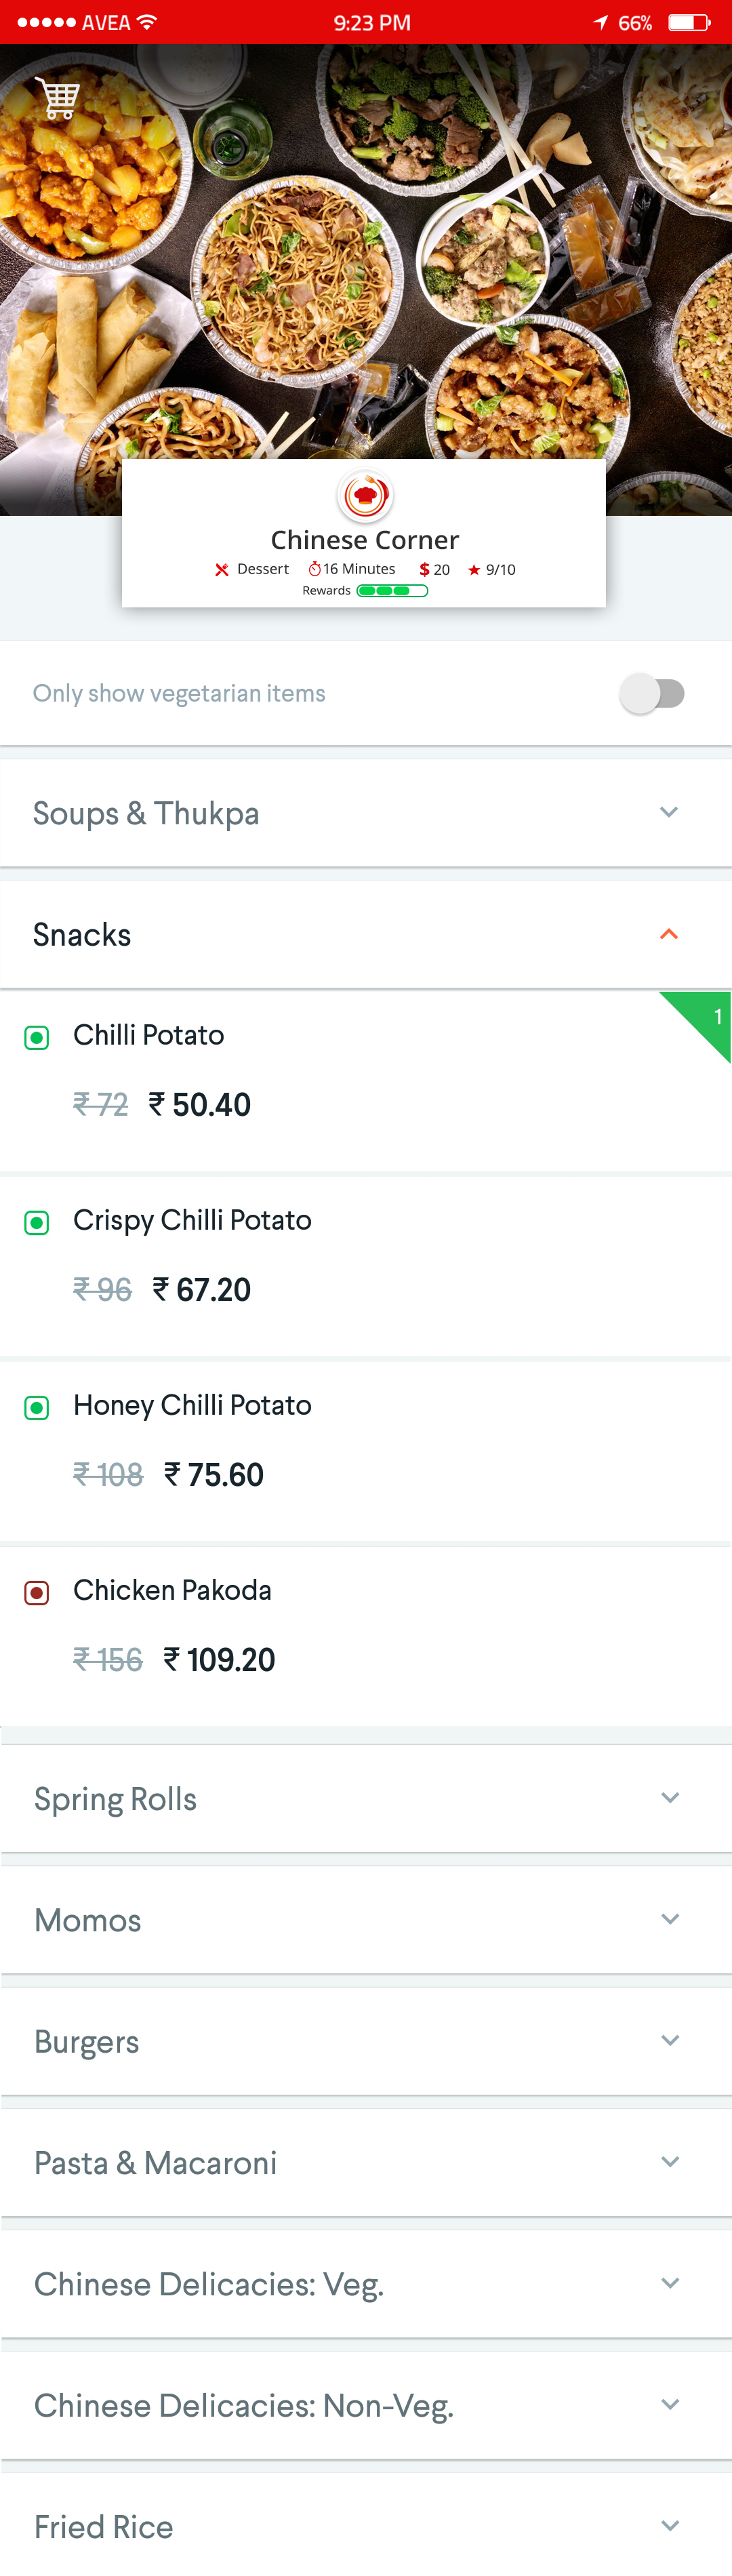 AVEA 9:23 PM 66%
Chinese Corner
Dessert 16 Minutes $ 20 9/10
Rewards
Only show vegetarian items
Soups & Thukpa
Snacks
1
Chilli Potato
₹ 72 ₹ 50.40
Crispy Chilli Potato
₹ 96 ₹ 67.20
Honey Chilli Potato
₹ 108 ₹ 75.60
Chicken Pakoda
₹ 156 ₹ 109.20
Spring Rolls
Momos
Burgers
Pasta & Macaroni
Chinese Delicacies: Veg.
Chinese Delicacies: Non-Veg.
Fried Rice